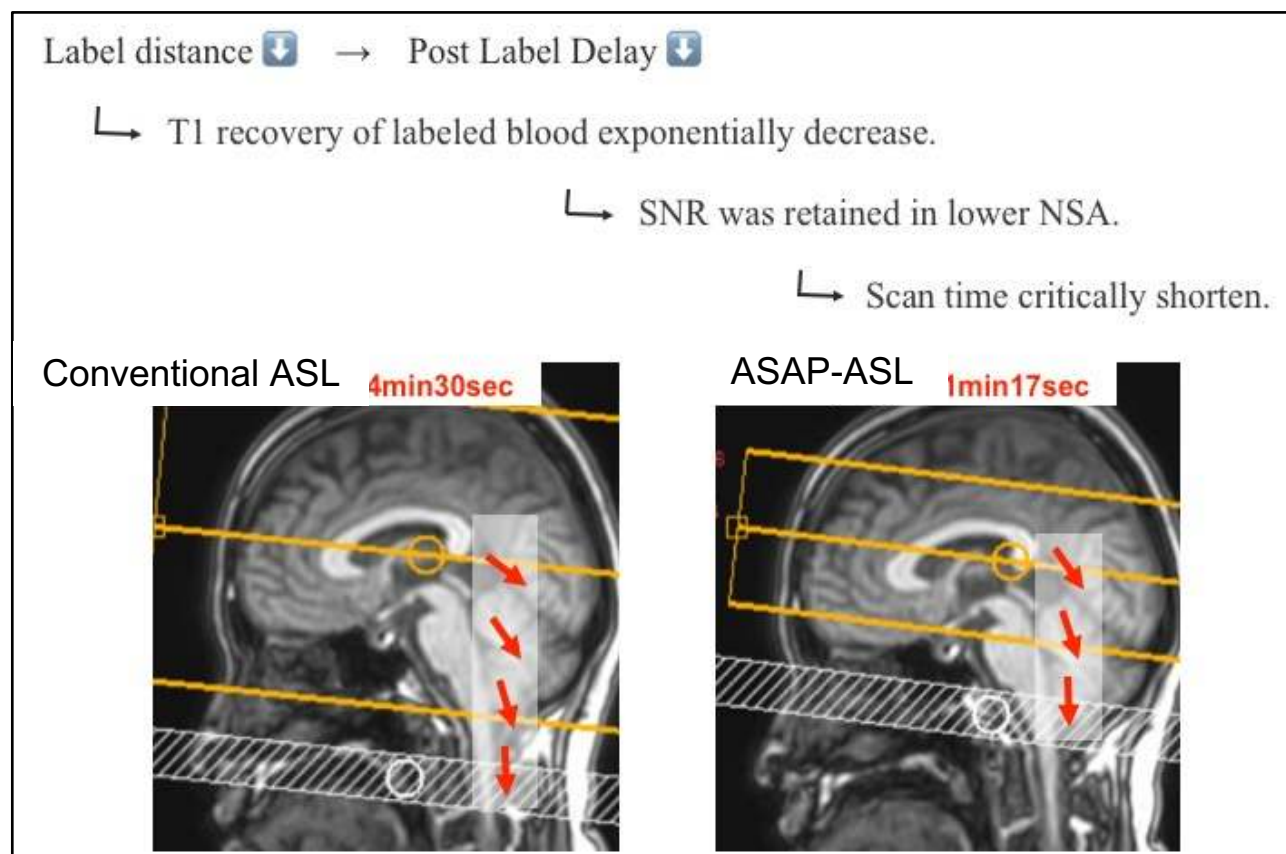 Label distance ⬇️ → Post Label Delay ⬇️
T1 recovery of labeled blood exponentially decrease.
SNR was retained in lower NSA.
Scan time critically shorten.
Conventional ASL 4min30sec
ASAP-ASL 1min17sec